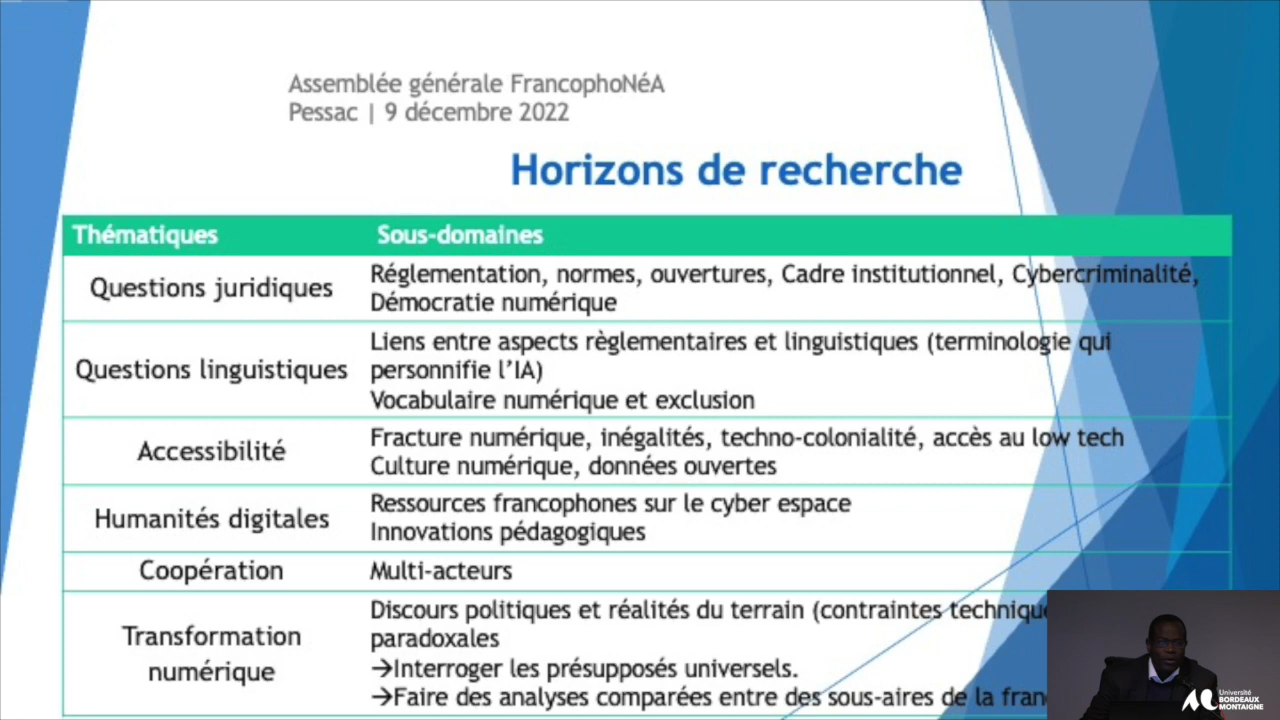 Assemblée générale FrancophoNéA
Pessac | 9 décembre 2022
Horizons de recherche
Thématiques Sous-domaines
Questions juridiques
Réglementation, normes, ouvertures, Cadre institutionnel, Cybercriminalité,
Démocratie numérique
Questions linguistiques
Liens entre aspects règlementaires et linguistiques (terminologie qui
personnifie l'IA)
Vocabulaire numérique et exclusion
Accessibilité
Fracture numérique, inégalités, techno-colonialité, accès au low tech
Culture numérique, données ouvertes
Humanités digitales
Ressources francophones sur le cyber espace
Innovations pédagogiques
Coopération
Multi-acteurs
Transformation
numérique
Discours politiques et réalités du terrain (contraintes technique
paradoxales
→Interroger les présupposés universels.
→Faire des analyses comparées entre des sous-aires de la fran
Université
BORDEAUX
MONTAIGNE